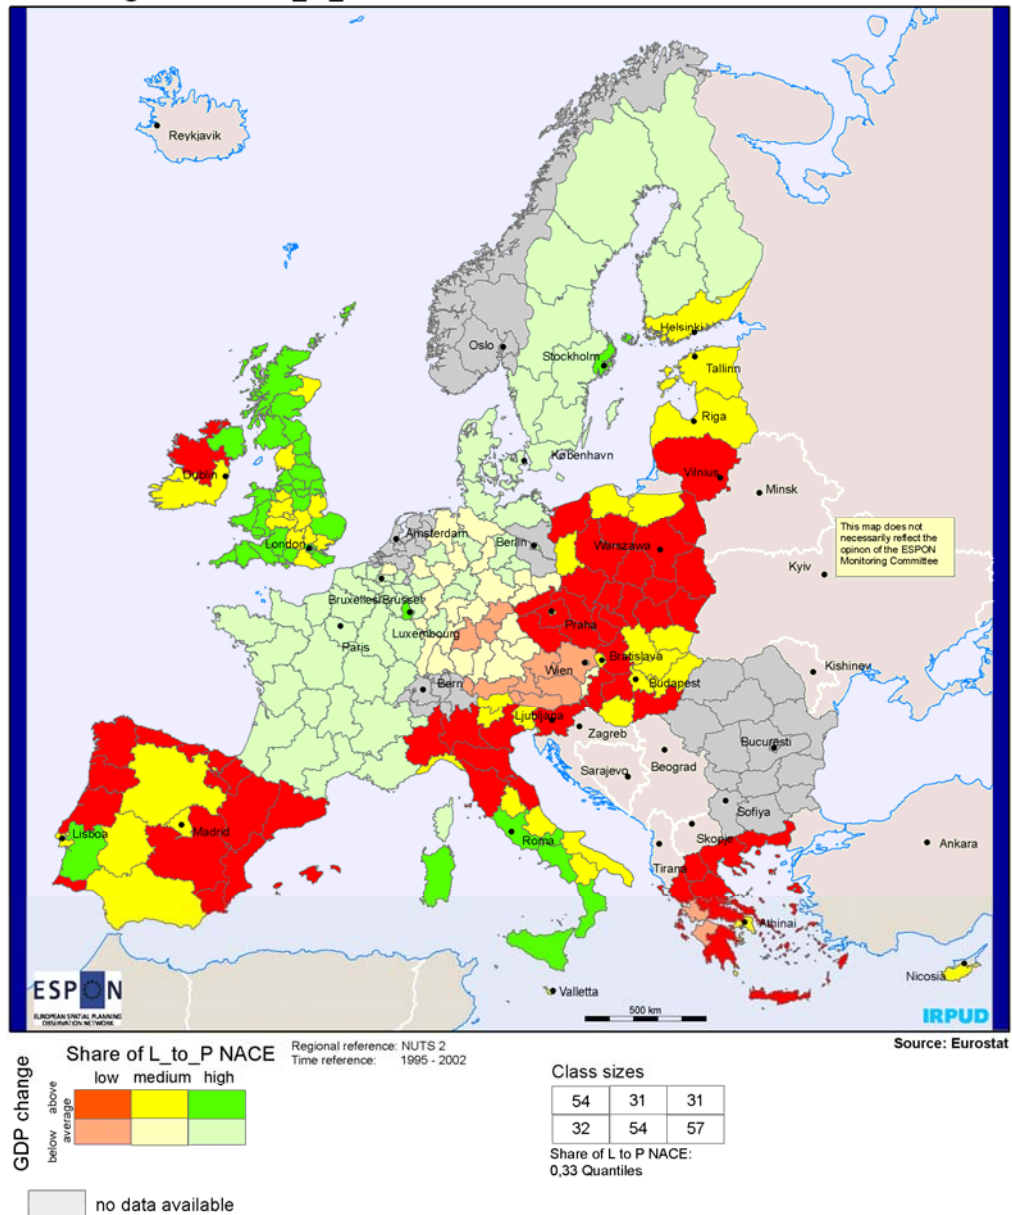 Reykjavik
Oslo
Helsinki
Stockholm
Tallinn
Riga
København
Dublin
Vilnius
Minsk
London
Amsterdam
Berlin
Warszawa
This map does not
necessarily reflect the
opinon of the ESPON
Monitoring Committee
Kyiv
Bruxelles/Brussel
Praha
Luxembourg
Paris
Bratislava
Wien
Kishinev
Bern
Budapest
Ljubljana
Zagreb
Bucuresti
Sarajevo
Beograd
Sofiya
Lisboa
Madrid
Roma
Skopje
Ankara
Tirana
Athinai
Nicosia
Valletta
ESPON
EUROPEAN SPATIAL PLANNING
OBSERVATION NETWORK
500 km
IRPUD
Source: Eurostat
Regional reference: NUTS 2
Time reference: 1995 - 2002
Share of L_to_P NACE
low medium high
GDP change
above
below
average
Class sizes
54 31 31
32 54 57
Share of L to P NACE:
0,33 Quantiles
no data available